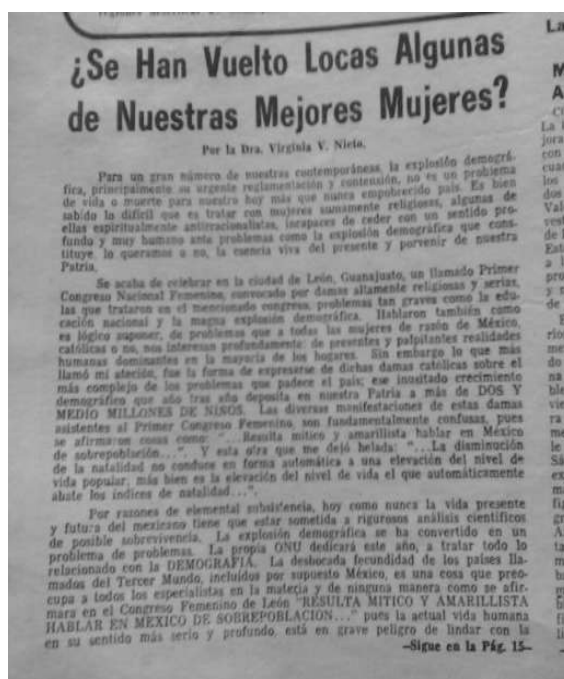 ¿Se Han Vuelto Locas Algunas
de Nuestras Mejores Mujeres?
Por la Dra. Virginia V. Nieto.
Para un gran número de nuestras contemporáneas, la explosión demográ-
fica, principalmente su urgente reglamentación y contensión, no es un problema
de vida o muerte para nuestro hoy más que nunca empobrecido país. Es bien
sabido lo difícil que es tratar con mujeres sumamente religiosas, algunas de
ellas espiritualmente antirracionalistas, incapaces de ceder con un sentido pro-
fundo y muy humano ante problemas como la explosión demográfica que cons-
tituye, lo queramos o no, la esencia viva del presente y porvenir de nuestra
Patria.
Se acaba de celebrar en la ciudad de León, Guanajuato, un llamado Primer
Congreso Nacional Femenino, convocado por damas altamente religiosas y serias,
las que trataron en el mencionado congreso, problemas tan graves como la edu-
cación nacional y la magna explosión demográfica. Hablaron también como
es lógico suponer, de problemas que a todas las mujeres de razón de México,
católicas o no, nos interesan profundamente: de presentes y palpitantes realidades
humanas dominantes en la mayoría de los hogares. Sin embargo lo que más
llamó mi ateción, fue la forma de expresarse de dichas damas católicas sobre el
más complejo de los problemas que padece el país; ese inusitado crecimiento
demográfico que año tras año deposita en nuestra Patria a más de DOS Y
MEDIO MILLONES DE NIÑOS. Las diversas manifestaciones de estas damas
asistentes al Primer Congreso Femenino, son fundamentalmente confusas, pues
se afirmaron cosas como: "...Resulta mítico y amarillista hablar en México
de sobrepoblación...". Y esta otra que me dejó helada: "...La disminución
de la natalidad no conduce en forma automática a una elevación del nivel de
vida popular, más bien es la elevación del nivel de vida el que automáticamente
abate los índices de natalidad...".
Por razones de elemental subsistencia, hoy como nunca la vida presente
y futura del mexicano tiene que estar sometida a rigurosos análisis científicos
de posible sobrevivencia. La explosión demográfica se ha convertido en un
problema de problemas. La propia ONU dedicará este año, a tratar todo lo
relacionado con la DEMOGRAFIA. La desbocada fecundidad de los países lla-
mados del Tercer Mundo, incluidos por supuesto México, es una cosa que preo-
cupa a todos los especialistas en la materia y de ninguna manera como se afir-
mara en el Congreso Femenino de León "RESULTA MITICO Y AMARILLISTA
HABLAR EN MEXICO DE SOBREPOBLACION..." pues la actual vida humana
en su sentido más serio y profundo, está en grave peligro de lindar con la
—Sigue en la Pág. 15—